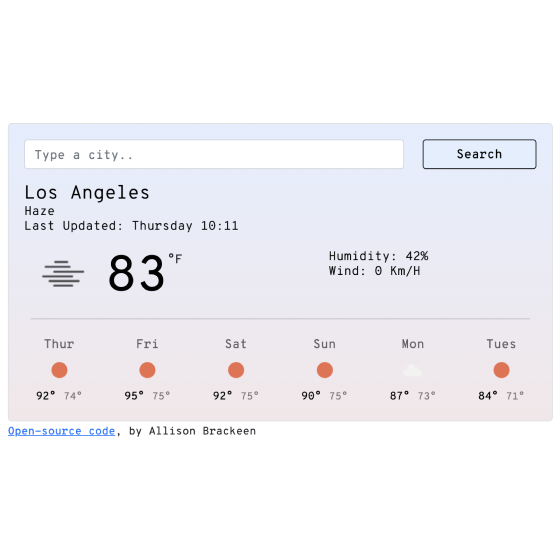 Type a city..
Search
Los Angeles
Haze
Last Updated: Thursday 10:11
83 °F
Humidity: 42%
Wind: 0 Km/H
Thur Fri Sat Sun Mon Tues
92° 74° 95° 75° 92° 75° 90° 75° 87° 73° 84° 71°
Open-source code, by Allison Brackeen